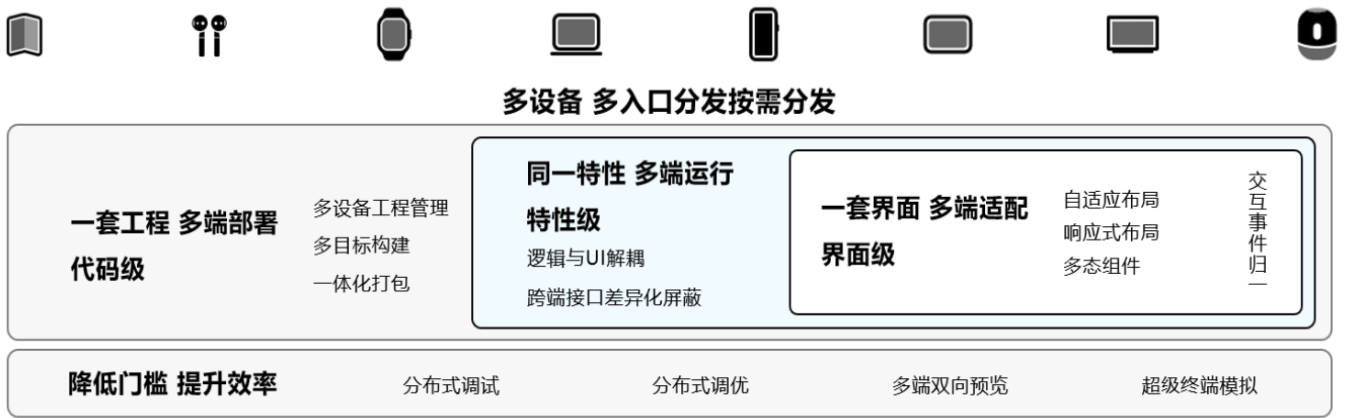 多设备 多入口分发按需分发
一套工程 多端部署
代码级
多设备工程管理
多目标构建
一体化打包
同一特性 多端运行
特性级
逻辑与UI解耦
跨端接口差异化屏蔽
一套界面 多端适配
界面级
自适应布局
响应式布局
多态组件
交互事件归一
降低门槛 提升效率
分布式调试
分布式调优
多端双向预览
超级终端模拟